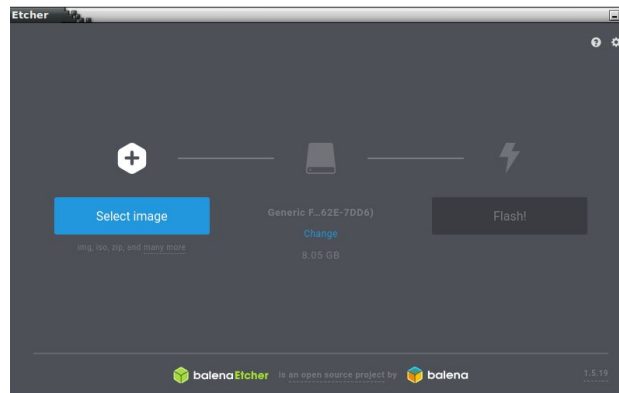 Etcher
Select image
img, iso, zip, and many more
Generic F...62E-7DD6)
Change
8.05 GB
Flash!
balenaEtcher is an open source project by balena
1.5.19